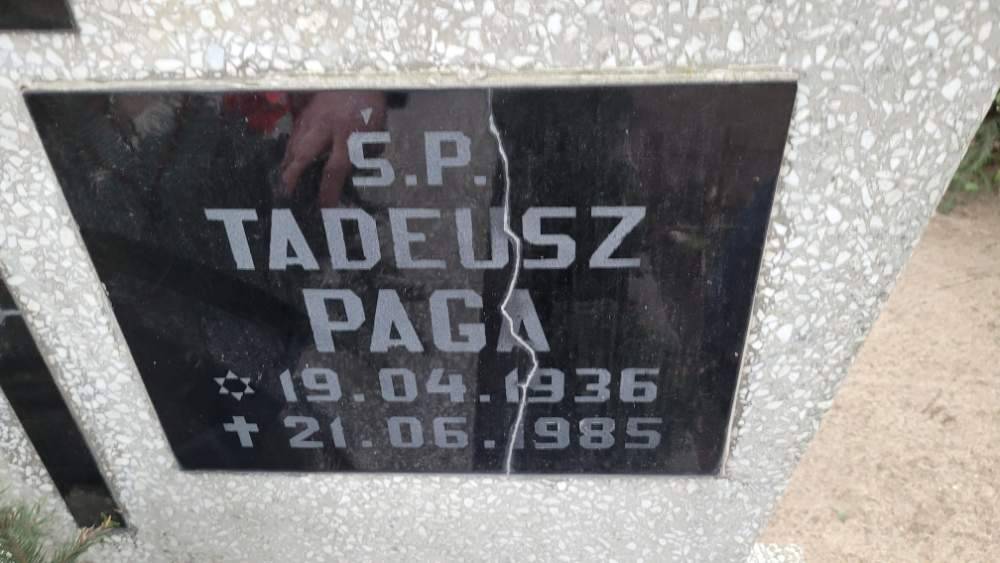 Ś.P.
TADEUSZ
PAGA
✡ 19.04.1936
✝ 21.06.1985